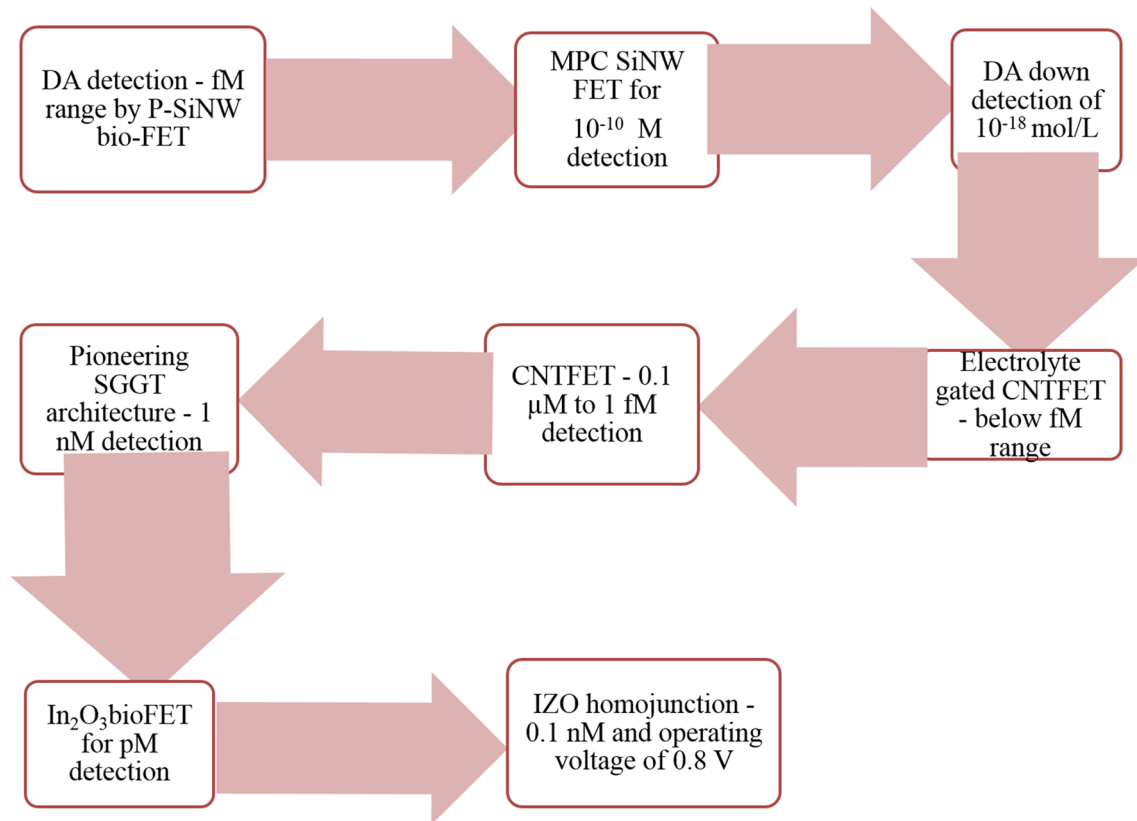 DA detection - fM
range by P-SiNW
bio-FET
MPC SiNW
FET for
10⁻¹⁰ M
detection
DA down
detection of
10⁻¹⁸ mol/L
Electrolyte
gated CNTFET
- below fM
range
CNTFET - 0.1
µM to 1 fM
detection
Pioneering
SGGT
architecture - 1
nM detection
In₂O₃bioFET
for pM
detection
IZO homojunction -
0.1 nM and operating
voltage of 0.8 V